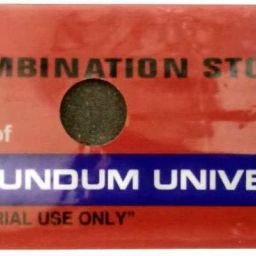 MBINATION STO
of
UNDUM UNIVE
RIAL USE ONLY"